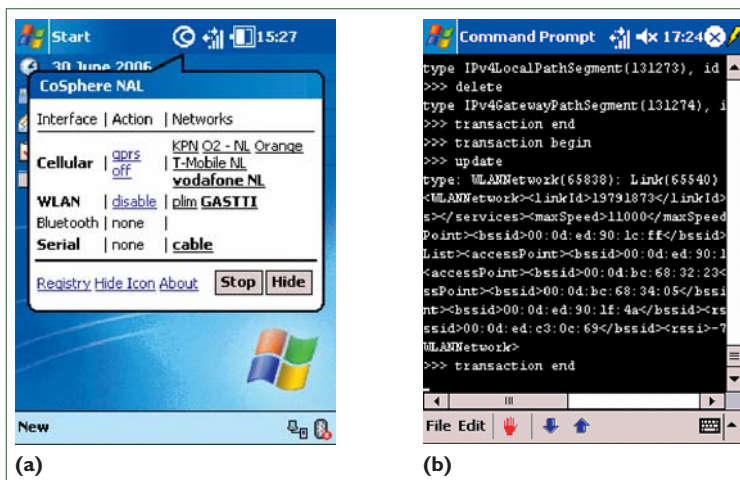 Start 15:27
30 June 2006
CoSphere NAL
Interface | Action | Networks
Cellular | gprs off | KPN O2 - NL Orange T-Mobile NL vodafone NL
WLAN | disable | plim GASTTI
Bluetooth | none |
Serial | none | cable
Registry Hide Icon About Stop Hide
New
(a)
Command Prompt 17:24
type IPv4LocalPathSegment(131273), id
>>> delete
type IPv4GatewayPathSegment(131274), i
>>> transaction end
>>> transaction begin
>>> update
type: WLANNetwork(65838): Link(65540)
<WLANNetwork><linkId>19791873</linkId>
s></services><maxSpeed>11000</maxSpeed
Point><bssid>00:0d:ed:90:1c:ff</bssid>
List><accessPoint><bssid>00:0d:ed:90:1
<accessPoint><bssid>00:0d:bc:68:32:23<
ssPoint><bssid>00:0d:bc:68:34:05</bssi
nt><bssid>00:0d:ed:90:1f:4a</bssid><rs
ssid>00:0d:ed:c3:0c:69</bssid><rssi>-7
WLANNetwork>
>>> transaction end
File Edit
(b)